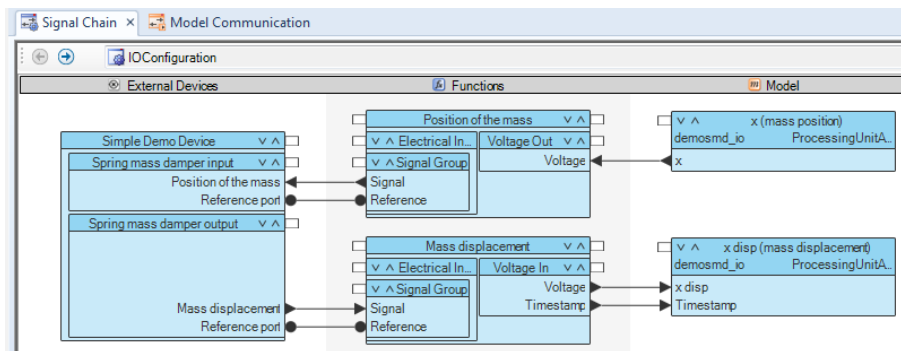 Signal Chain × Model Communication
IOConfiguration
External Devices Functions Model
Position of the mass x (mass position)
Simple Demo Device Electrical In... Voltage Out demosmd_io ProcessingUnitA...
Spring mass damper input Signal Group Voltage x
Position of the mass Signal
Reference port Reference
Spring mass damper output
Mass displacement x disp (mass displacement)
Electrical In... Voltage In demosmd_io ProcessingUnitA...
Signal Group Voltage x disp
Mass displacement Signal Timestamp Timestamp
Reference port Reference